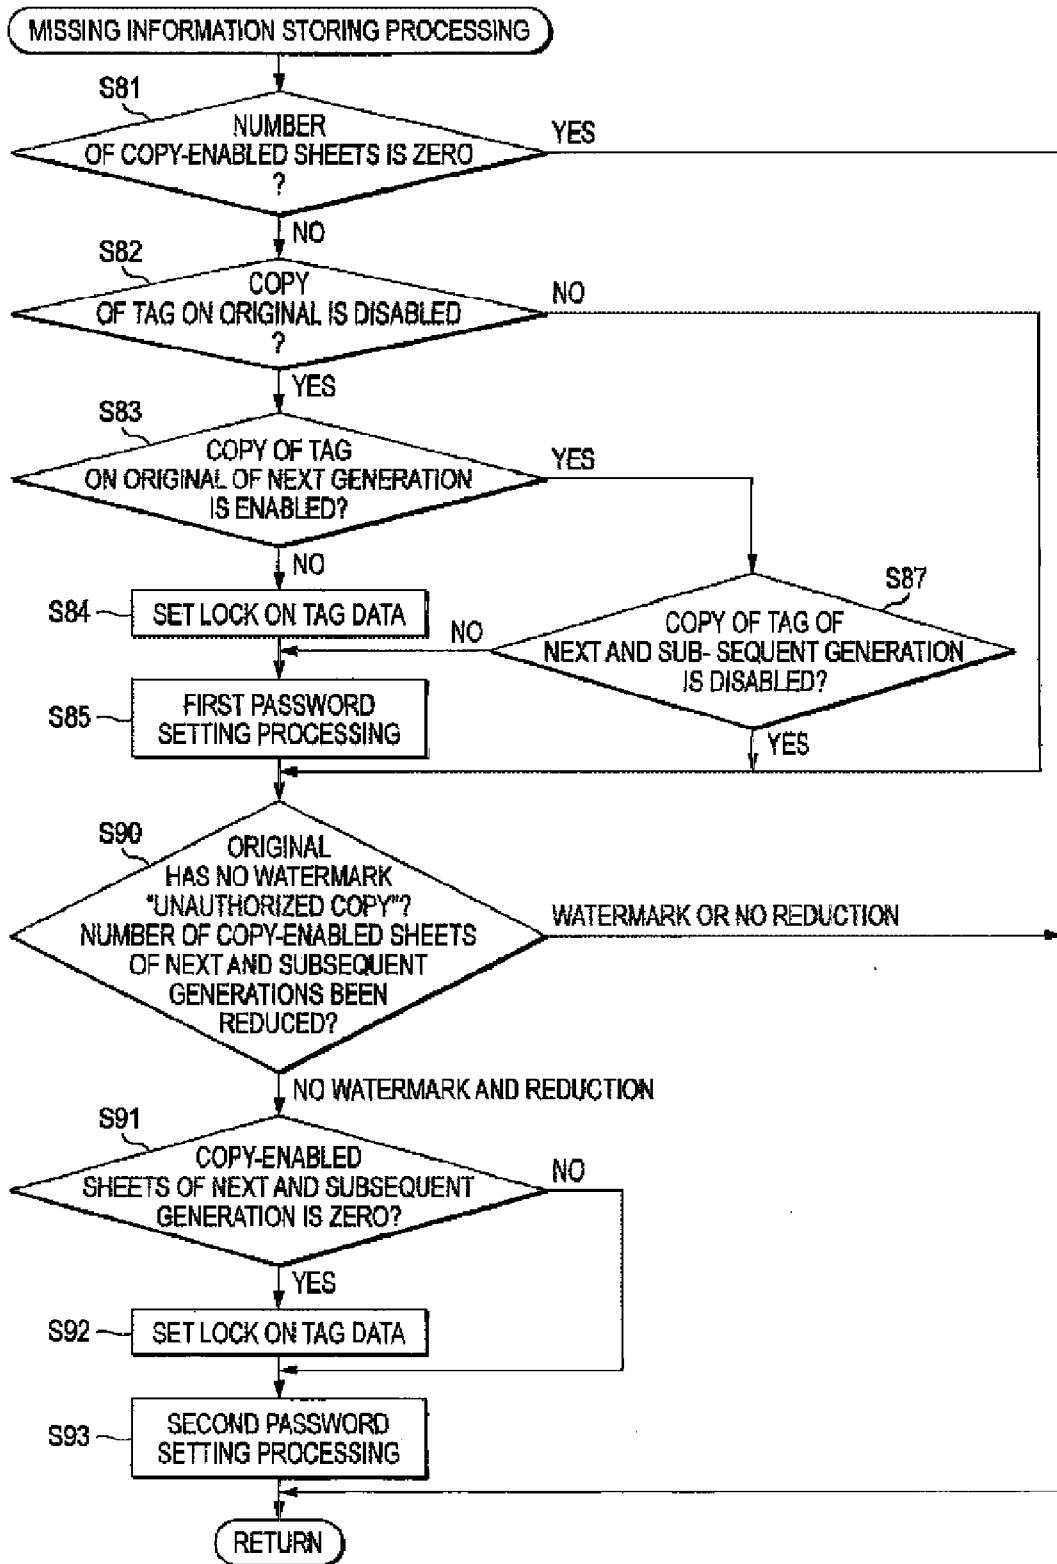 MISSING INFORMATION STORING PROCESSING
S81
NUMBER
OF COPY-ENABLED SHEETS IS ZERO
?
YES
NO
S82
COPY
OF TAG ON ORIGINAL IS DISABLED
?
NO
YES
S83
COPY OF TAG
ON ORIGINAL OF NEXT GENERATION
IS ENABLED?
YES
NO
S84
SET LOCK ON TAG DATA
S87
COPY OF TAG OF
NEXT AND SUB- SEQUENT GENERATION
IS DISABLED?
NO
YES
S85
FIRST PASSWORD
SETTING PROCESSING
S90
ORIGINAL
HAS NO WATERMARK
"UNAUTHORIZED COPY"?
NUMBER OF COPY-ENABLED SHEETS
OF NEXT AND SUBSEQUENT
GENERATIONS BEEN
REDUCED?
WATERMARK OR NO REDUCTION
NO WATERMARK AND REDUCTION
S91
COPY-ENABLED
SHEETS OF NEXT AND SUBSEQUENT
GENERATION IS ZERO?
NO
YES
S92
SET LOCK ON TAG DATA
S93
SECOND PASSWORD
SETTING PROCESSING
RETURN